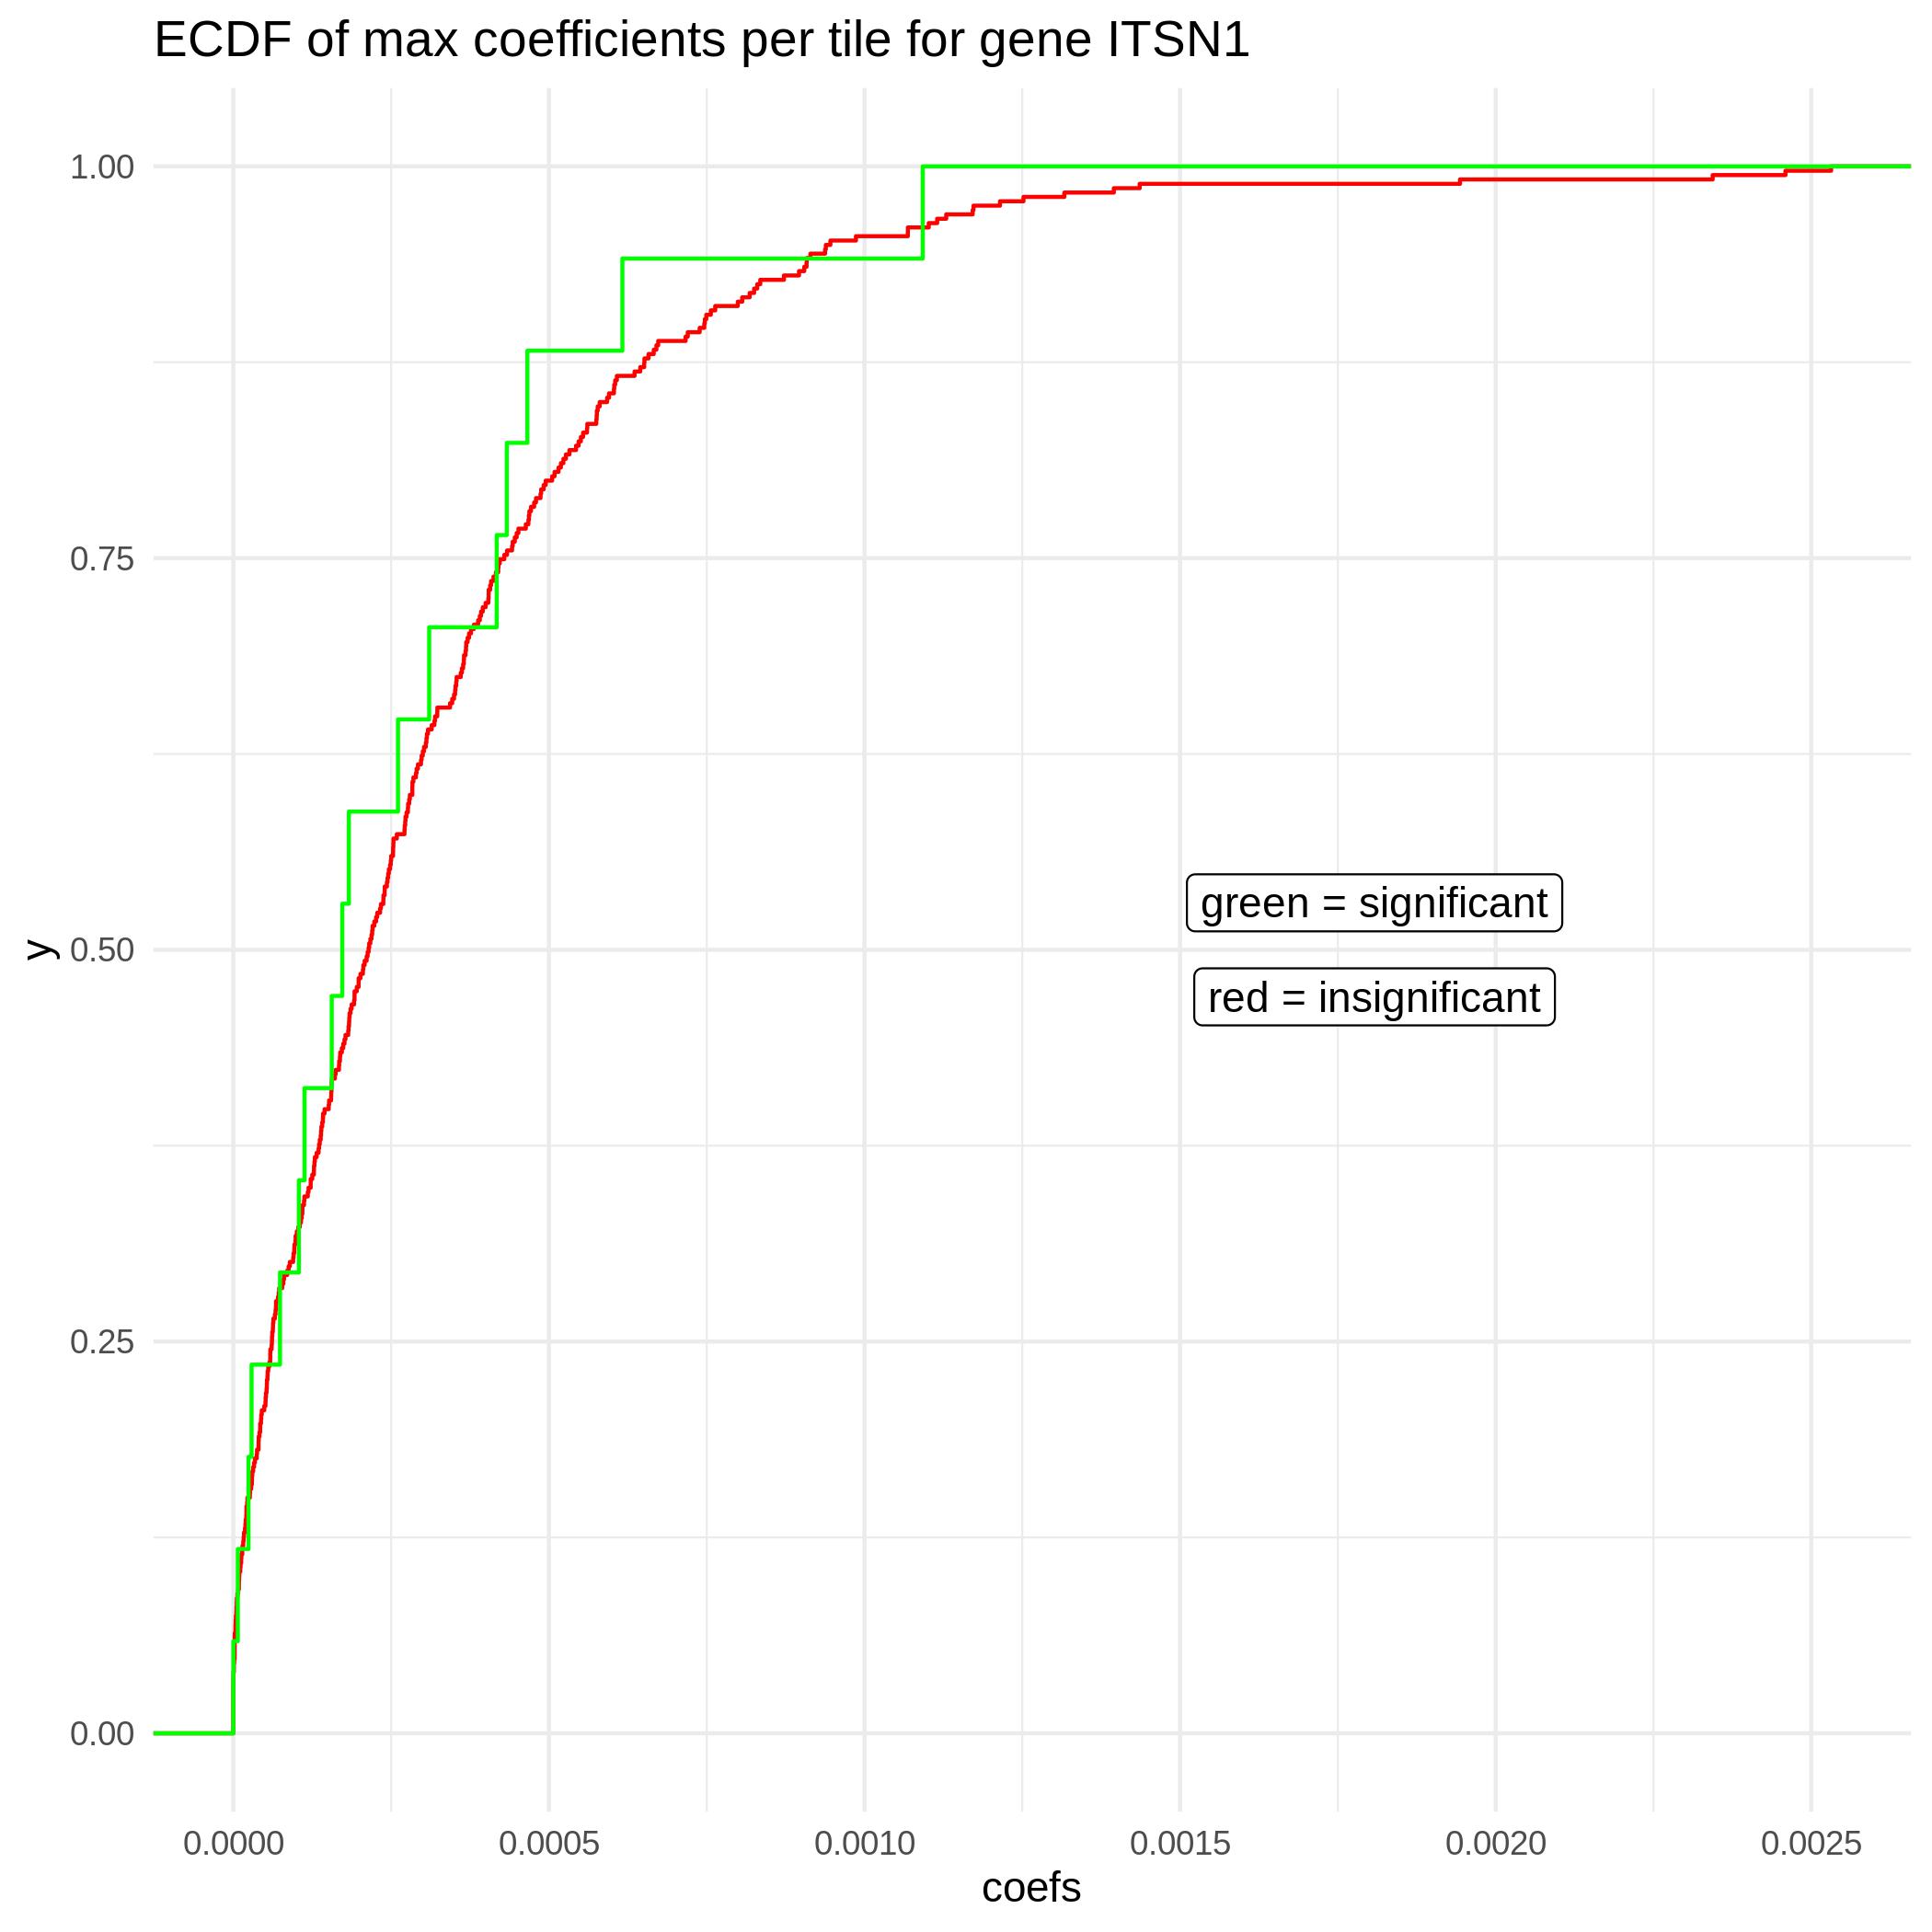 ECDF of max coefficients per tile for gene ITSN1
1.00
0.75
0.50
0.25
0.00
y
green = significant
red = insignificant
0.0000 0.0005 0.0010 0.0015 0.0020 0.0025
coefs